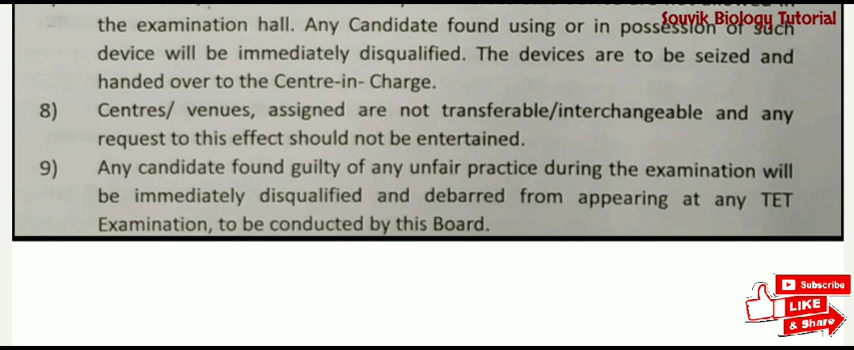 the examination hall. Any Candidate found using or in possession of such
Souvik Biology Tutorial
device will be immediately disqualified. The devices are to be seized and
handed over to the Centre-in- Charge.
8) Centres/ venues, assigned are not transferable/interchangeable and any
request to this effect should not be entertained.
9) Any candidate found guilty of any unfair practice during the examination will
be immediately disqualified and debarred from appearing at any TET
Examination, to be conducted by this Board.
Subscribe
LIKE
& Share